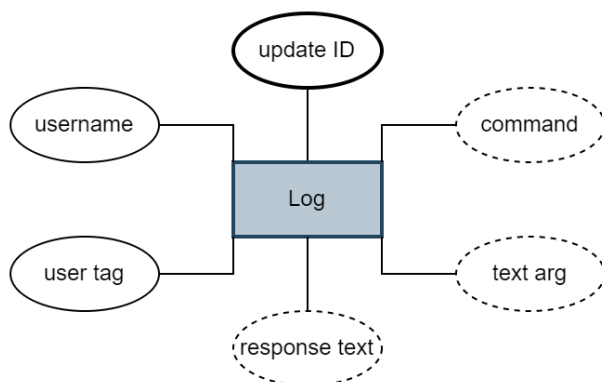 update ID
username
command
Log
user tag
text arg
response text